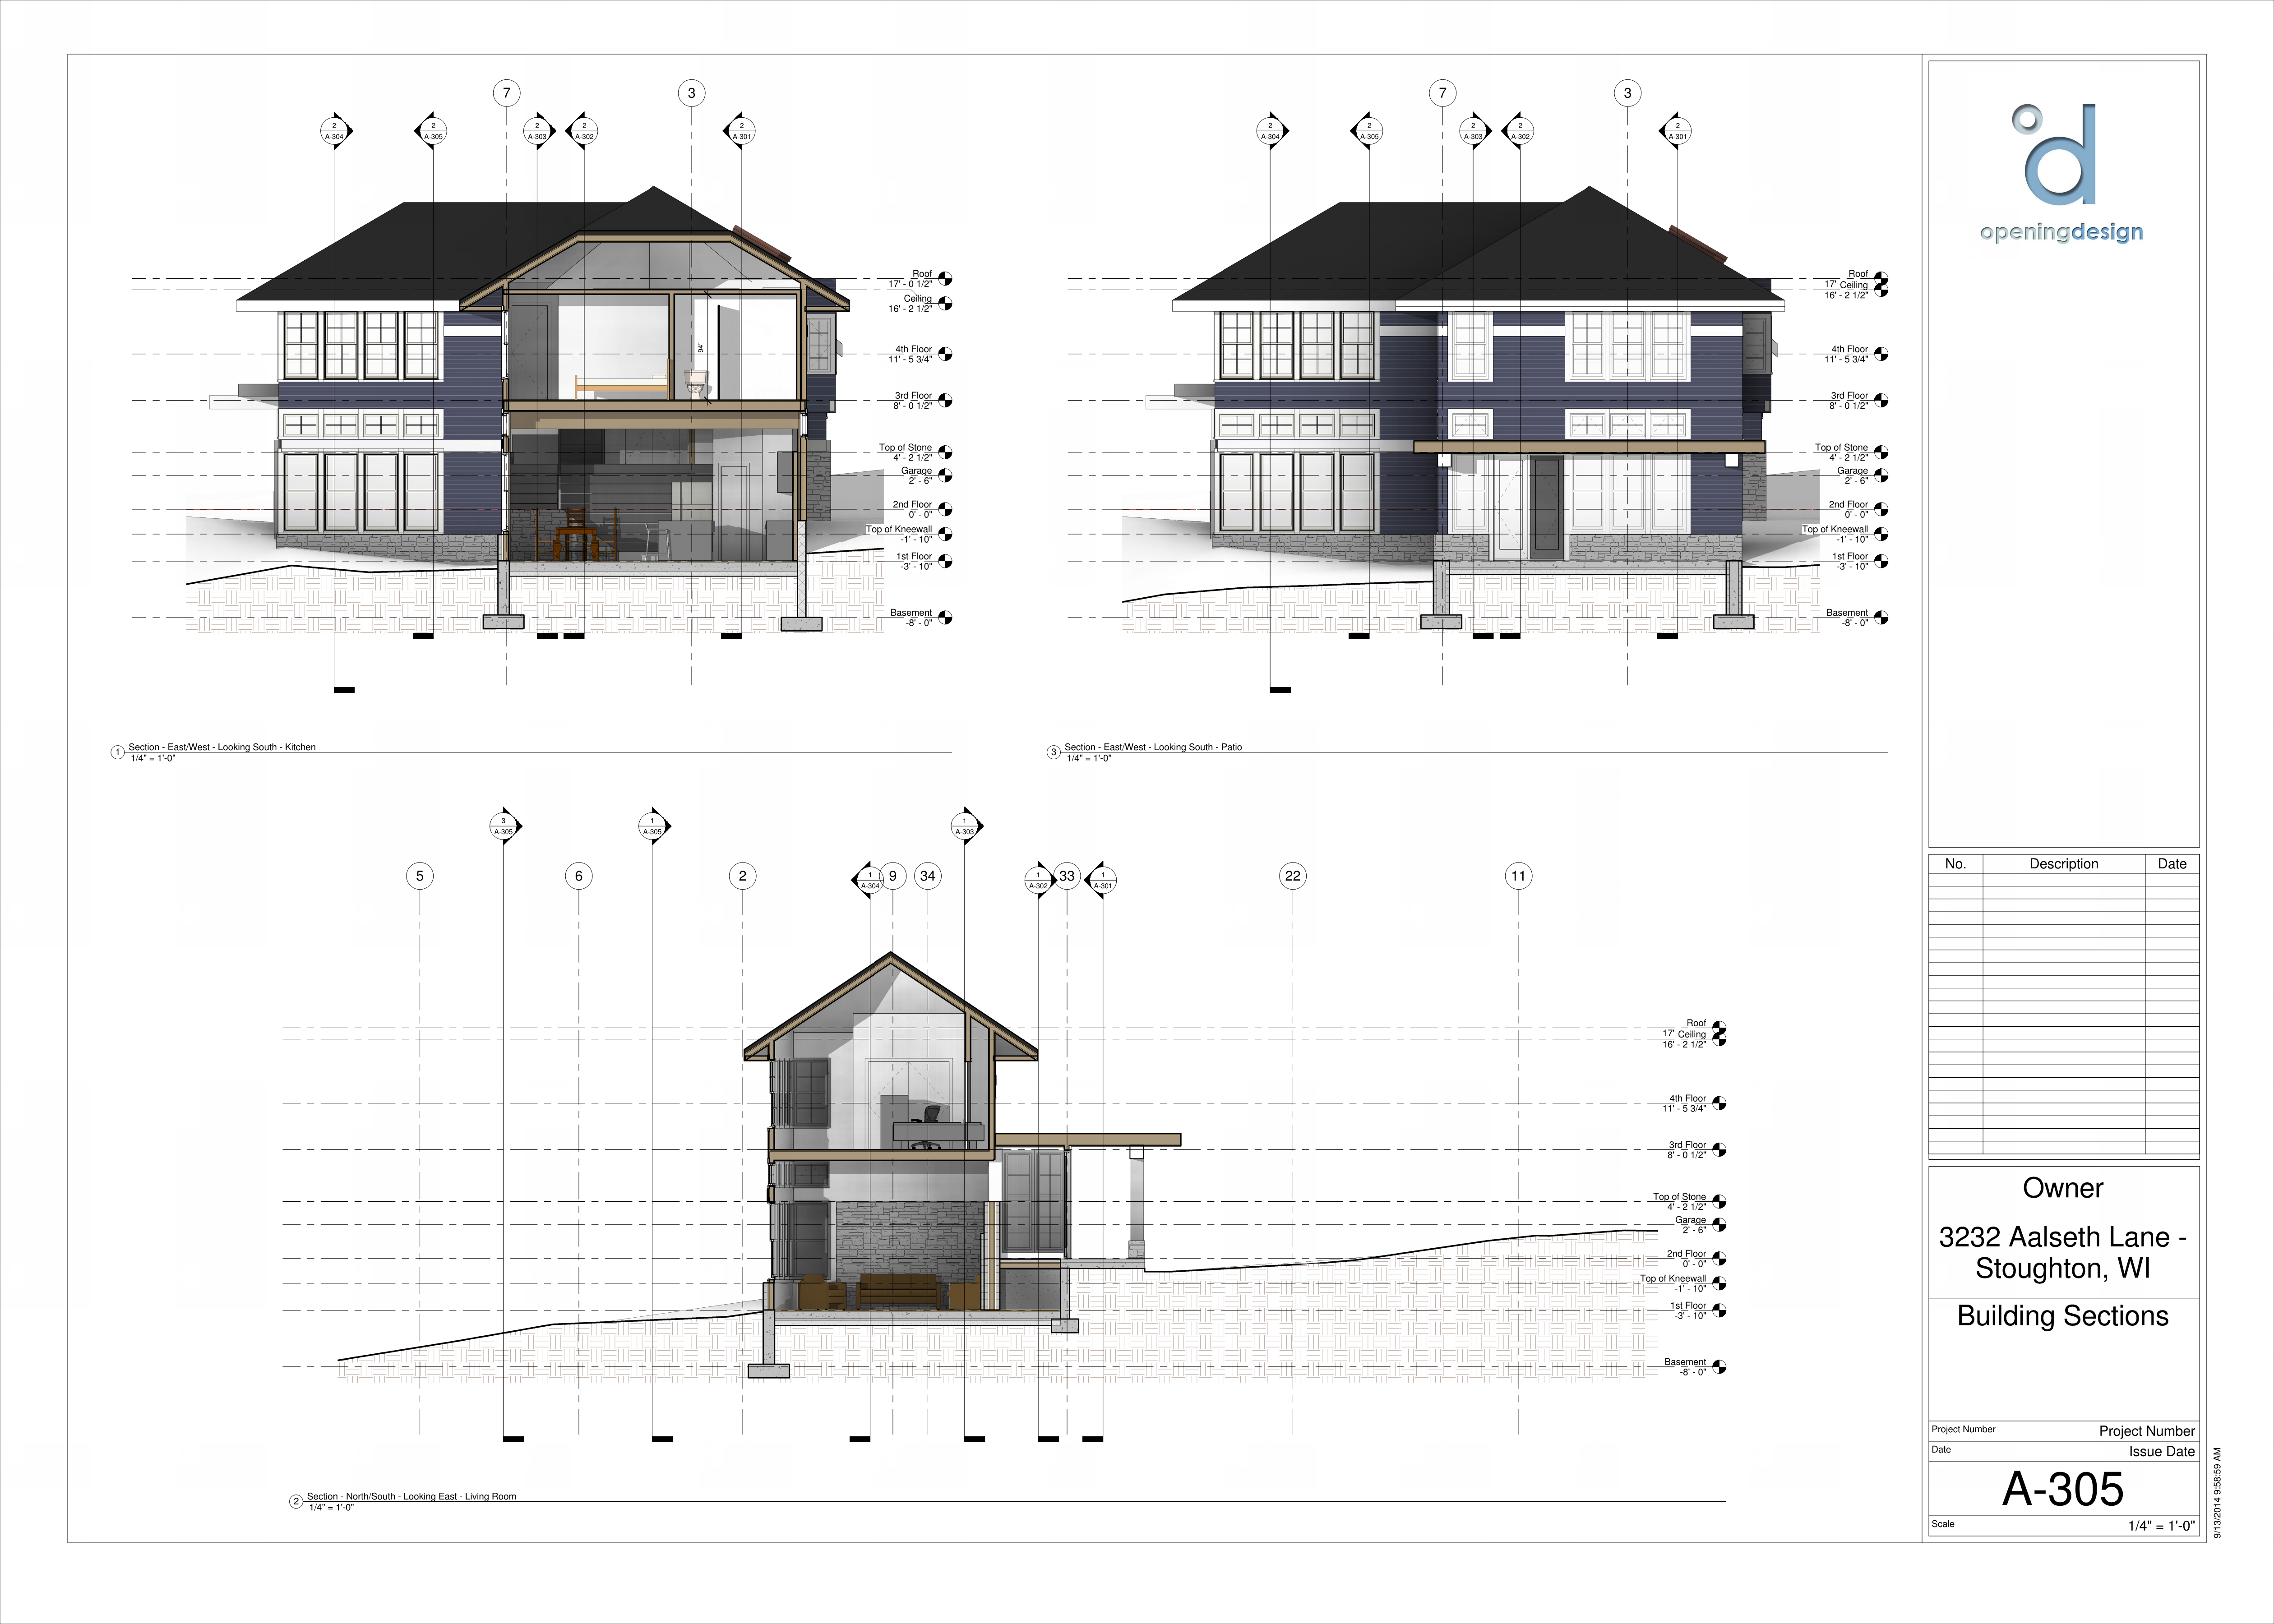 7
3
2
A-304
2
A-305
2
A-303
2
A-302
2
A-301
Roof
17' - 0 1/2"
Ceiling
16' - 2 1/2"
94"
4th Floor
11' - 5 3/4"
3rd Floor
8' - 0 1/2"
Top of Stone
4' - 2 1/2"
Garage
2' - 6"
2nd Floor
0' - 0"
Top of Kneewall
-1' - 10"
1st Floor
-3' - 10"
Basement
-8' - 0"
1
Section - East/West - Looking South - Kitchen
1/4" = 1'-0"
7
3
2
A-304
2
A-305
2
A-303
2
A-302
2
A-301
Roof
17' Ceiling
16' - 2 1/2"
4th Floor
11' - 5 3/4"
3rd Floor
8' - 0 1/2"
Top of Stone
4' - 2 1/2"
Garage
2' - 6"
2nd Floor
0' - 0"
Top of Kneewall
-1' - 10"
1st Floor
-3' - 10"
Basement
-8' - 0"
3
Section - East/West - Looking South - Patio
1/4" = 1'-0"
3
A-305
1
A-305
1
A-303
5
6
2
1
A-304
9
34
1
A-302
33
1
A-301
22
11
Roof
17' Ceiling
16' - 2 1/2"
4th Floor
11' - 5 3/4"
3rd Floor
8' - 0 1/2"
Top of Stone
4' - 2 1/2"
Garage
2' - 6"
2nd Floor
0' - 0"
Top of Kneewall
-1' - 10"
1st Floor
-3' - 10"
Basement
-8' - 0"
2
Section - North/South - Looking East - Living Room
1/4" = 1'-0"
openingdesign
No. Description Date
Owner
3232 Aalseth Lane -
Stoughton, WI
Building Sections
Project Number Project Number
Date Issue Date
A-305
Scale 1/4" = 1'-0"
9/13/2014 9:58:59 AM